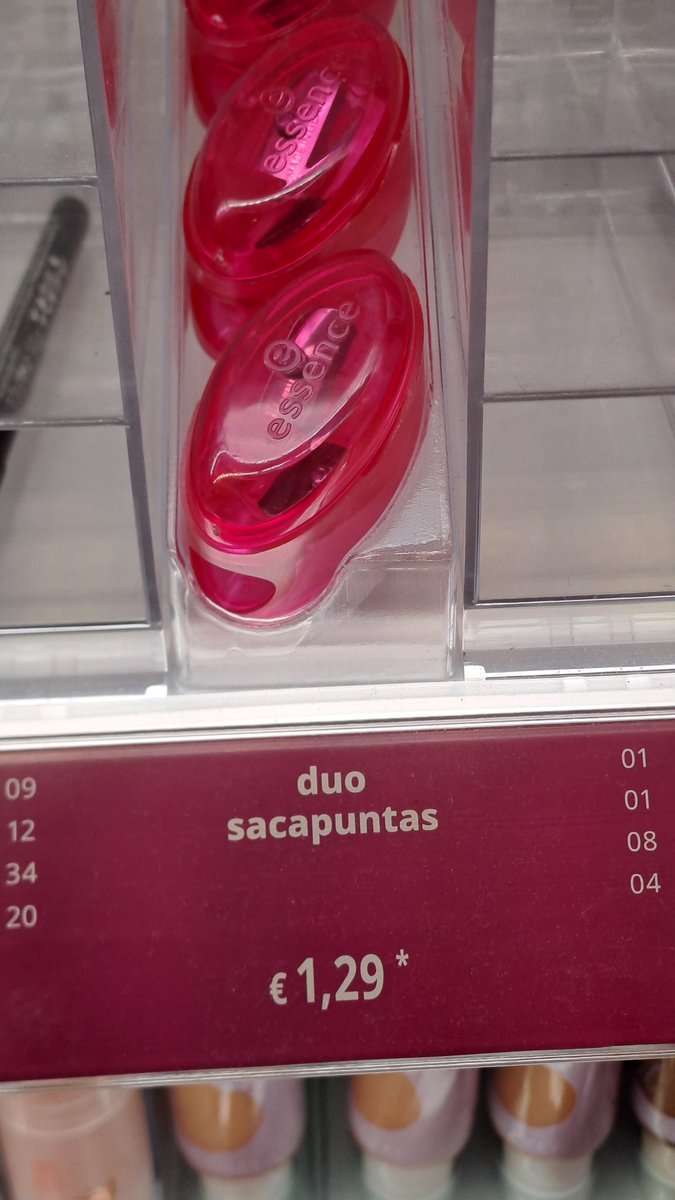 essence
essence
duo
sacapuntas
€ 1,29 *
09
12
34
20
01
01
08
04